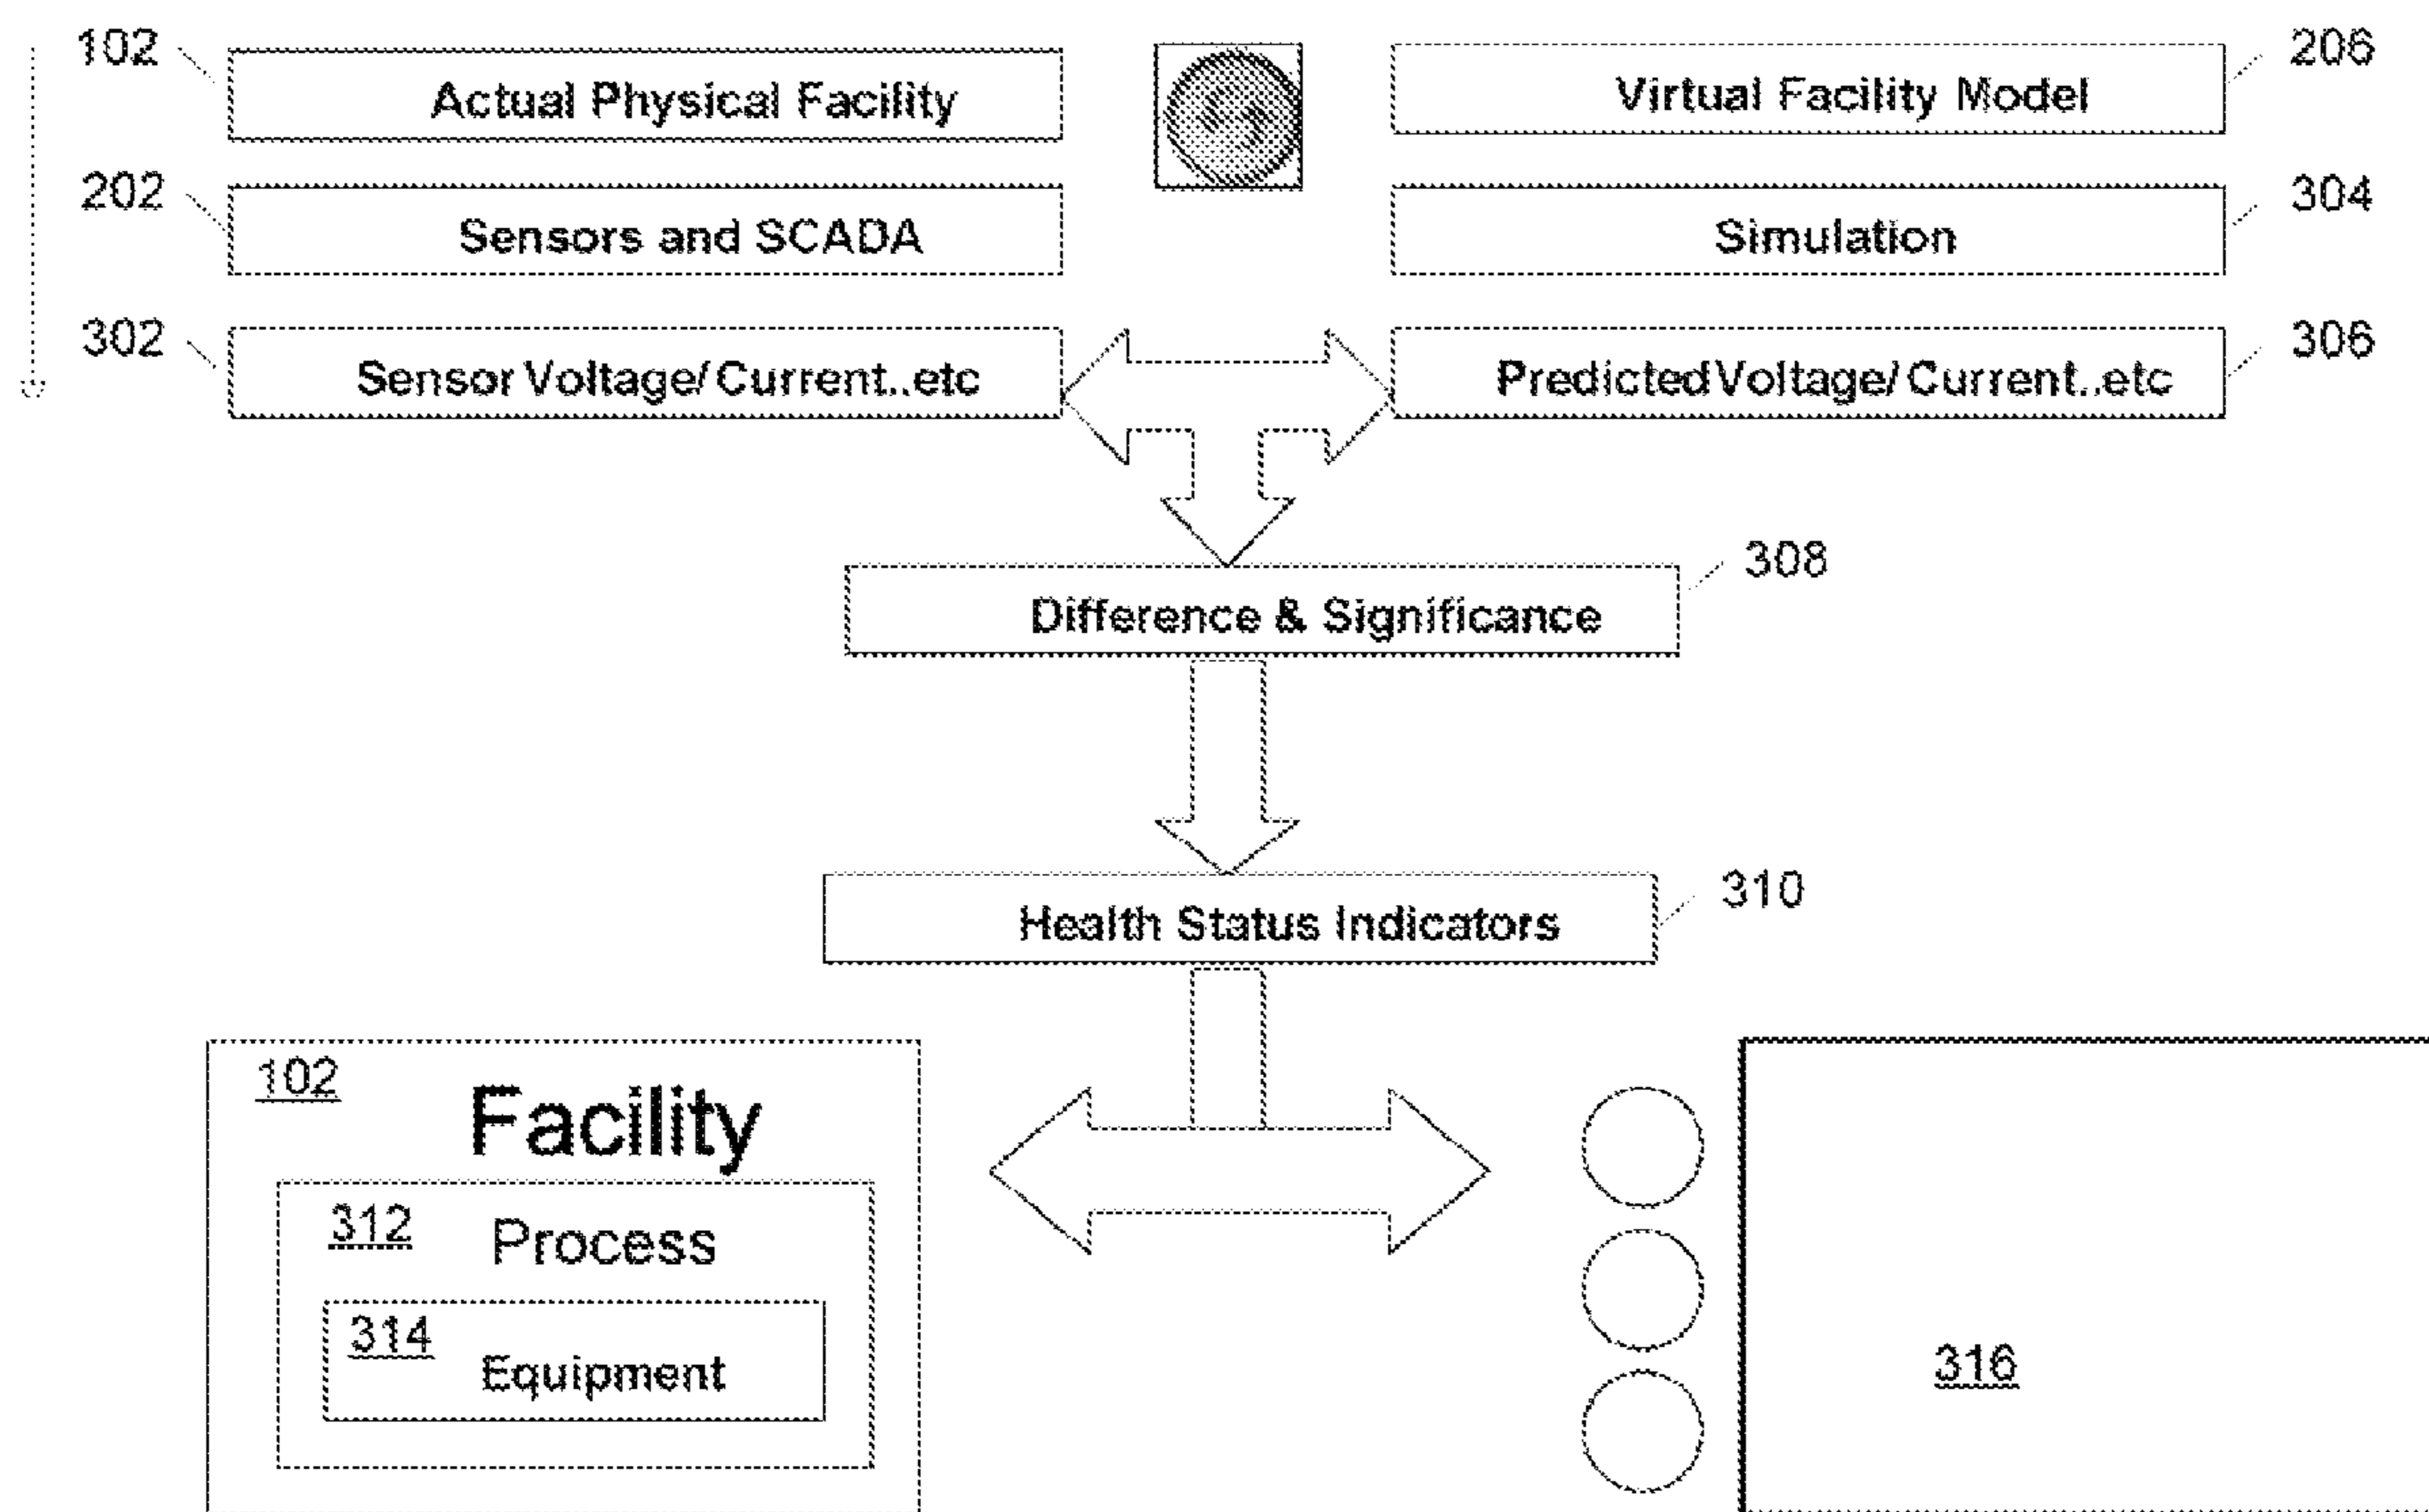 102
Actual Physical Facility
Virtual Facility Model
206
202
Sensors and SCADA
Simulation
304
302
Sensor Voltage/Current..etc
Predicted Voltage/Current..etc
306
Difference & Significance
308
Health Status Indicators
310
102
Facility
312
Process
314
Equipment
316